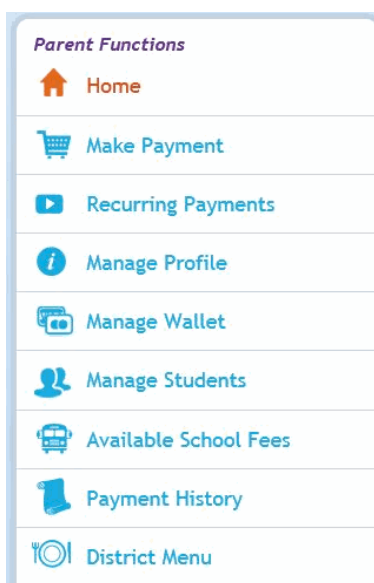 Parent Functions
Home
Make Payment
Recurring Payments
Manage Profile
Manage Wallet
Manage Students
Available School Fees
Payment History
District Menu